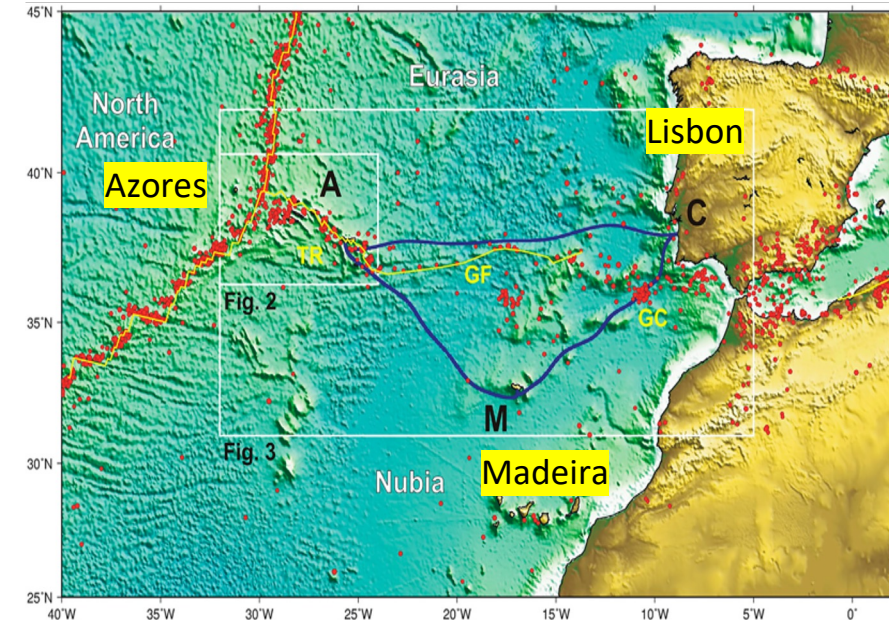 45˚N
Eurasia
North
America
Lisbon
40˚N
Azores
A
C
TR
GF
Fig. 2
GC
35˚N
M
Fig. 3
30˚N
Nubia
Madeira
25˚N
40˚W 35˚W 30˚W 25˚W 20˚W 15˚W 10˚W 5˚W 0˚